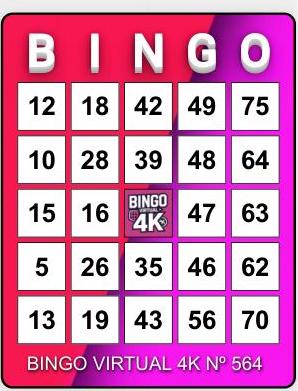 B I N G O
12 18 42 49 75
10 28 39 48 64
15 16 BINGO VIRTUAL 4K 47 63
5 26 35 46 62
13 19 43 56 70
BINGO VIRTUAL 4K Nº 564